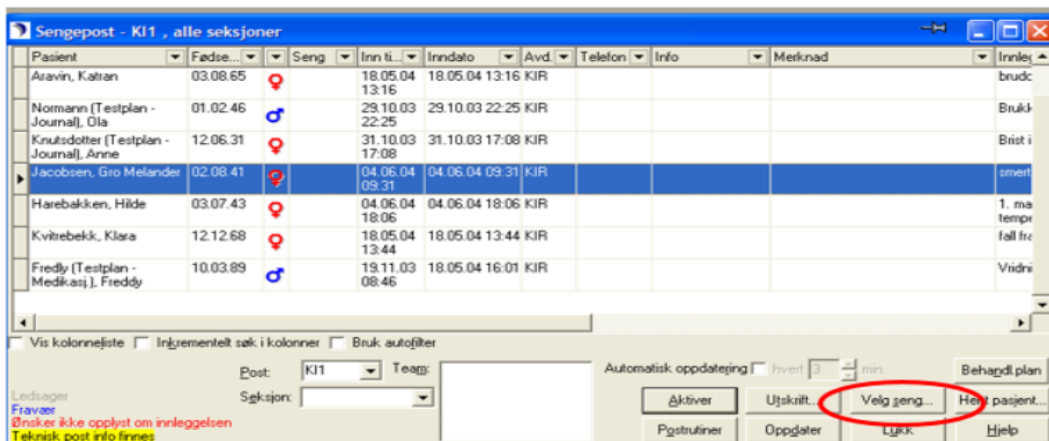 Sengepost - KI1 , alle seksjoner
Pasient Fødse... Seng Inn ti... Inndato Avd. Telefon Info Merknad Innleg
Aravin, Katran 03.08.65 18.05.04 18.05.04 13:16 KIR brudd
13:16
Normann (Testplan - 01.02.46 29.10.03 29.10.03 22:25 KIR Brukk
Journal), Ola 22:25
Knutsdotter (Testplan - 12.06.31 31.10.03 31.10.03 17:08 KIR Brist i
Journal), Anne 17:08
Jacobsen, Gro Melander 02.08.41 04.06.04 04.06.04 09:31 KIR smert
09:31
Harebakken, Hilde 03.07.43 04.06.04 04.06.04 18:06 KIR 1. ma
18:06 tempe
Kvitrebekk, Klara 12.12.68 18.05.04 18.05.04 13:44 KIR fall fra
13:44
Fredly (Testplan - 10.03.89 19.11.03 18.05.04 16:01 KIR Vridni
Medikasj.), Freddy 08:46
Vis kolonneliste Inkrementelt søk i kolonner Bruk autofilter
Post: KI1 Team: Automatisk oppdatering hvert 3 min. Behandl.plan
Ledsager Seksjon: Aktiver Utskrift... Velg seng... Hent pasient...
Fravær
Ønsker ikke opplyst om innleggelsen
Teknisk post info finnes Postrutiner Oppdater Lukk Hjelp